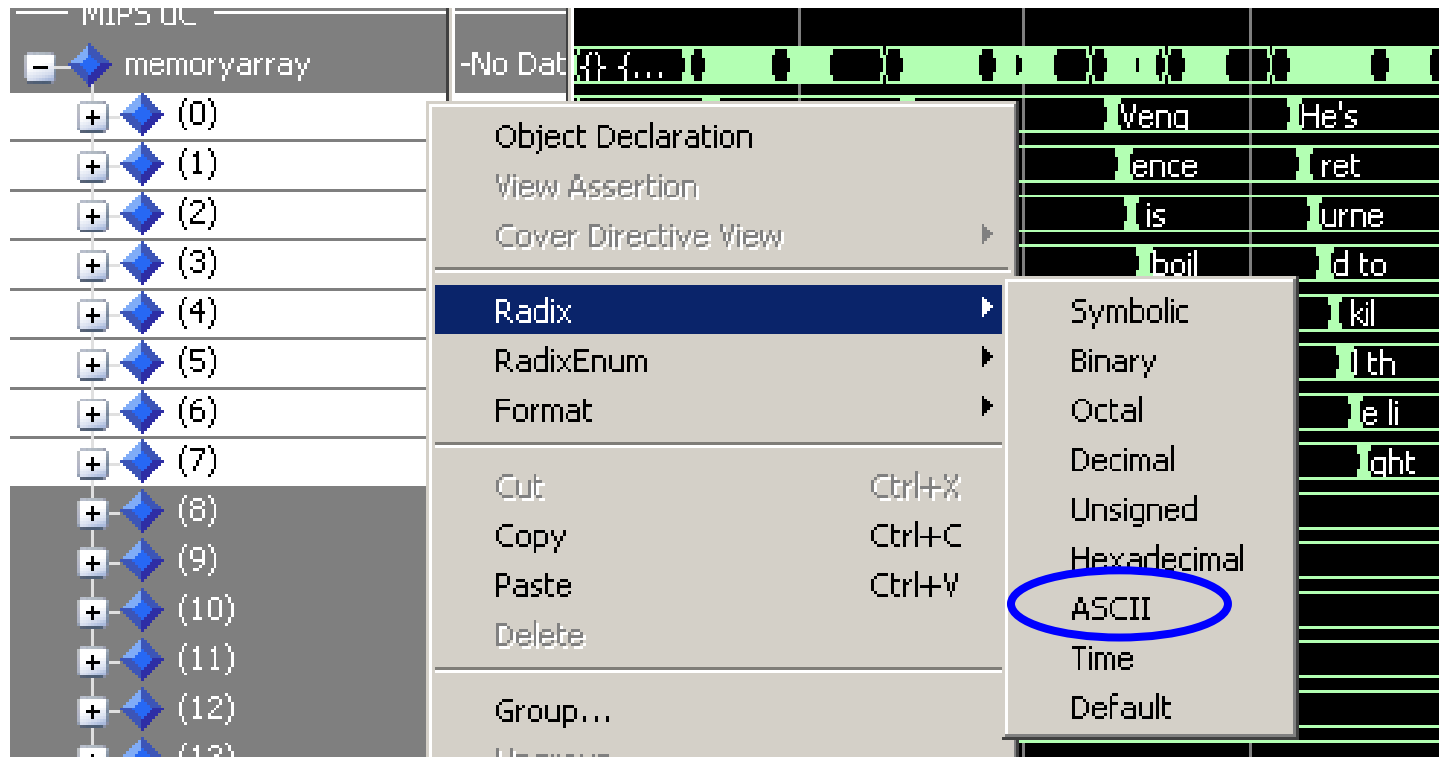 MIPS uC
memoryarray -No Dat {} {...
(0) Veng He's
(1) ence ret
(2) is urne
(3) boil d to
(4) kil
(5) l th
(6) e li
(7) ght
(8)
(9)
(10)
(11)
(12)
(13)
Object Declaration
View Assertion
Cover Directive View
Radix
RadixEnum
Format
Cut Ctrl+X
Copy Ctrl+C
Paste Ctrl+V
Delete
Group...
Ungroup
Symbolic
Binary
Octal
Decimal
Unsigned
Hexadecimal
ASCII
Time
Default